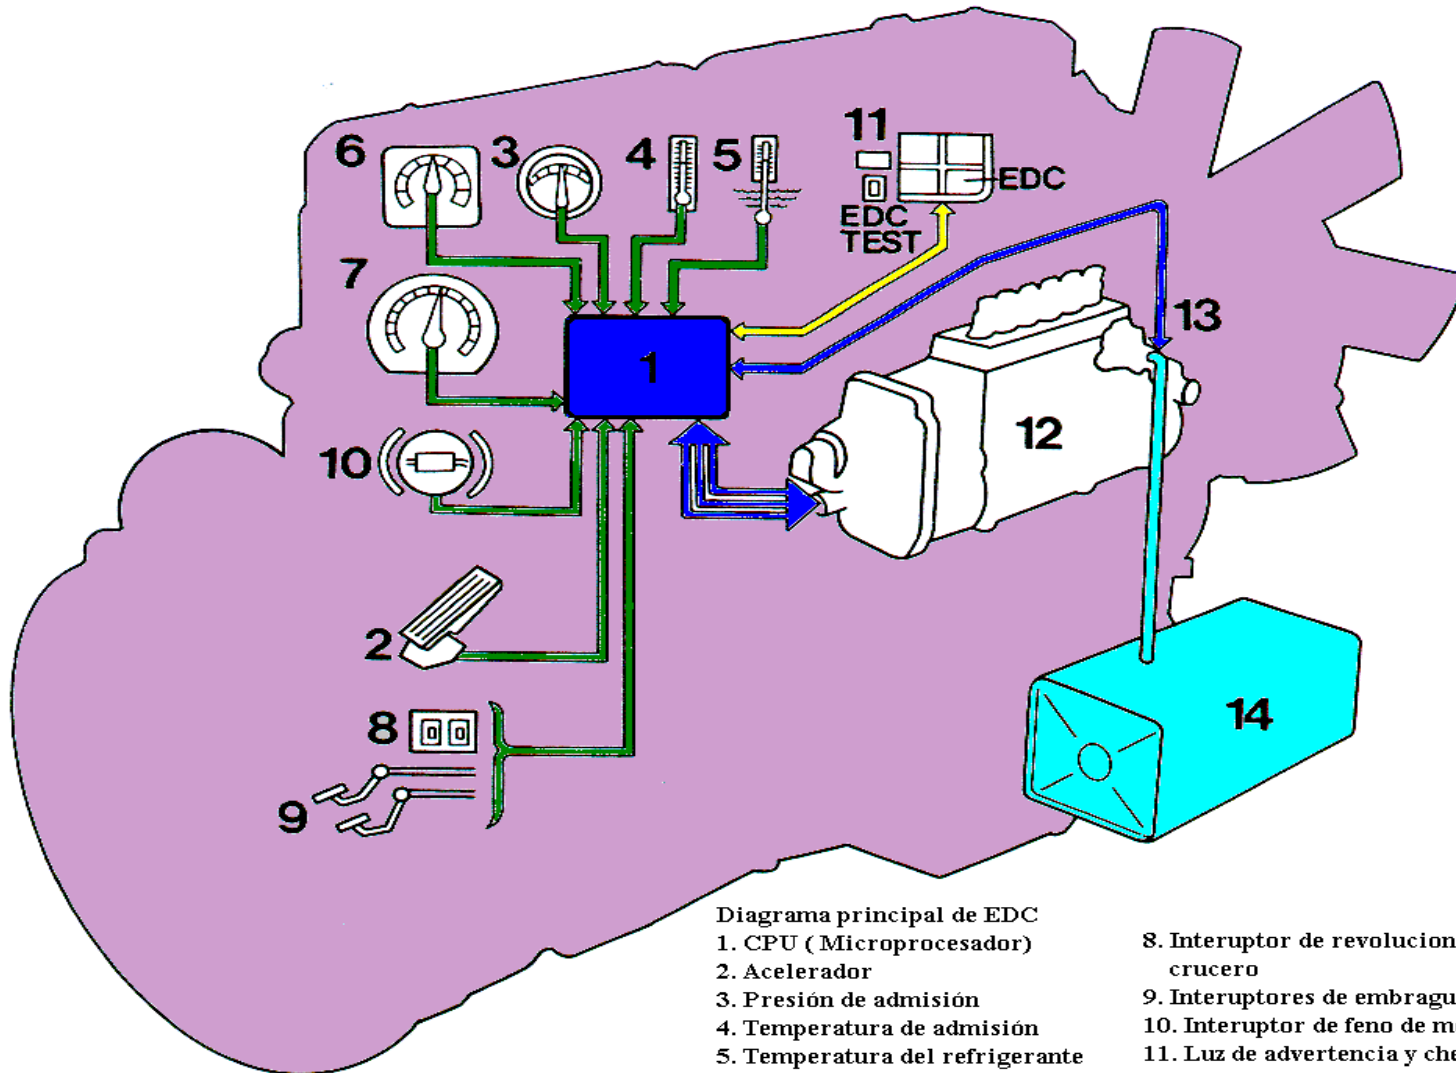 6
3
4
5
11
EDC
EDC
TEST
7
13
1
12
10
2
14
8
9
Diagrama principal de EDC
1. CPU ( Microprocesador)
2. Acelerador
3. Presión de admisión
4. Temperatura de admisión
5. Temperatura del refrigerante
8. Interuptor de revolucion
crucero
9. Interuptores de embragu
10. Interuptor de feno de m
11. Luz de advertencia y che